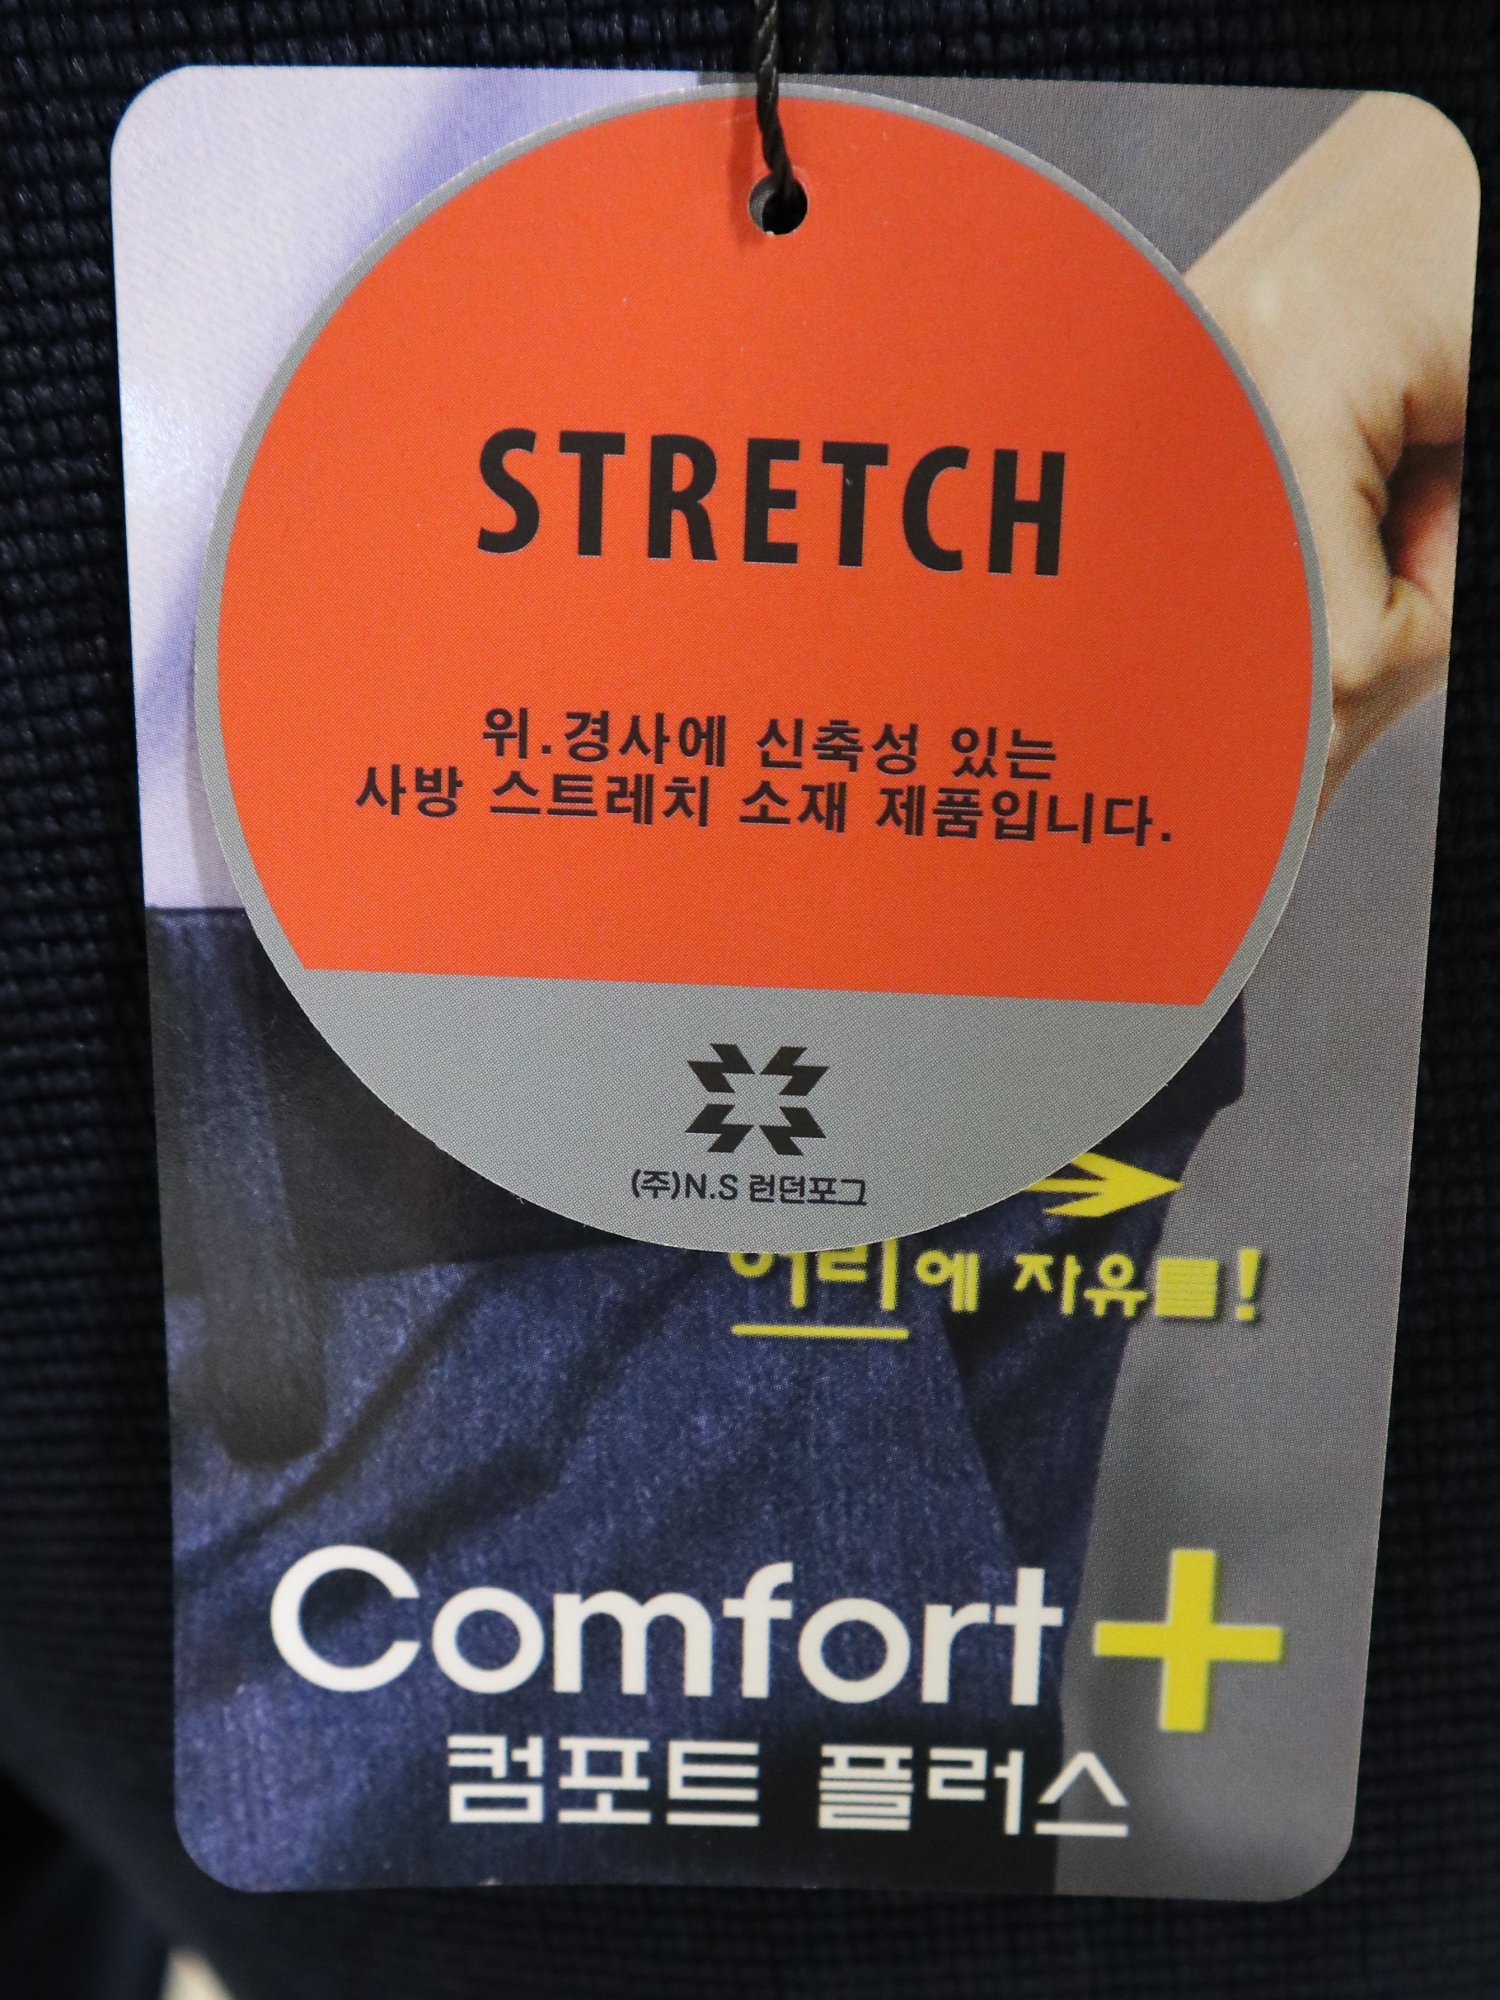 STRETCH
위.경사에 신축성 있는
사방 스트레치 소재 제품입니다.
(주)N.S 런던포그
에 자유를!
Comfort+
컴포트 플러스